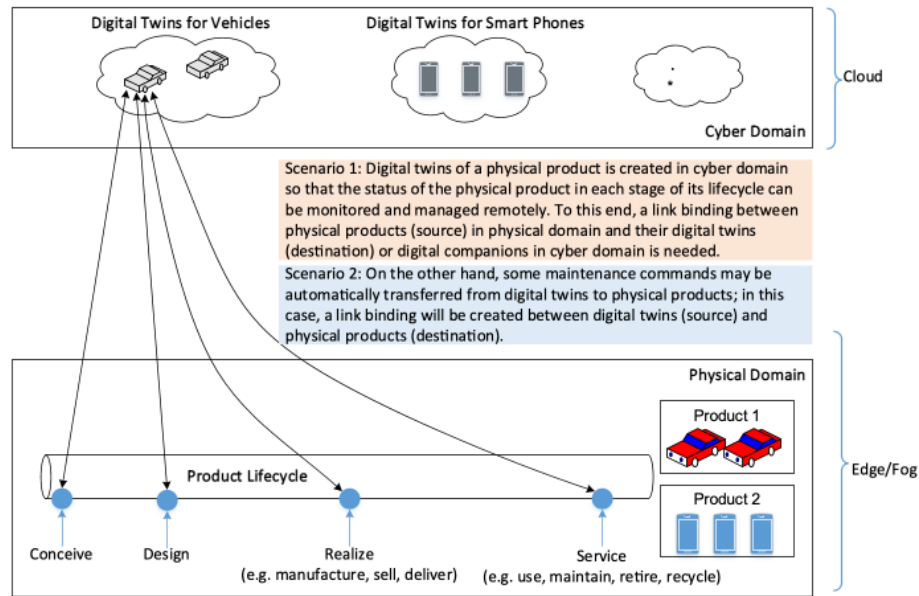 Digital Twins for Vehicles
Digital Twins for Smart Phones
Cloud
Cyber Domain
Scenario 1: Digital twins of a physical product is created in cyber domain
so that the status of the physical product in each stage of its lifecycle can
be monitored and managed remotely. To this end, a link binding between
physical products (source) in physical domain and their digital twins
(destination) or digital companions in cyber domain is needed.
Scenario 2: On the other hand, some maintenance commands may be
automatically transferred from digital twins to physical products; in this
case, a link binding will be created between digital twins (source) and
physical products (destination).
Physical Domain
Product 1
Edge/Fog
Product Lifecycle
Product 2
Conceive
Design
Realize
(e.g. manufacture, sell, deliver)
Service
(e.g. use, maintain, retire, recycle)